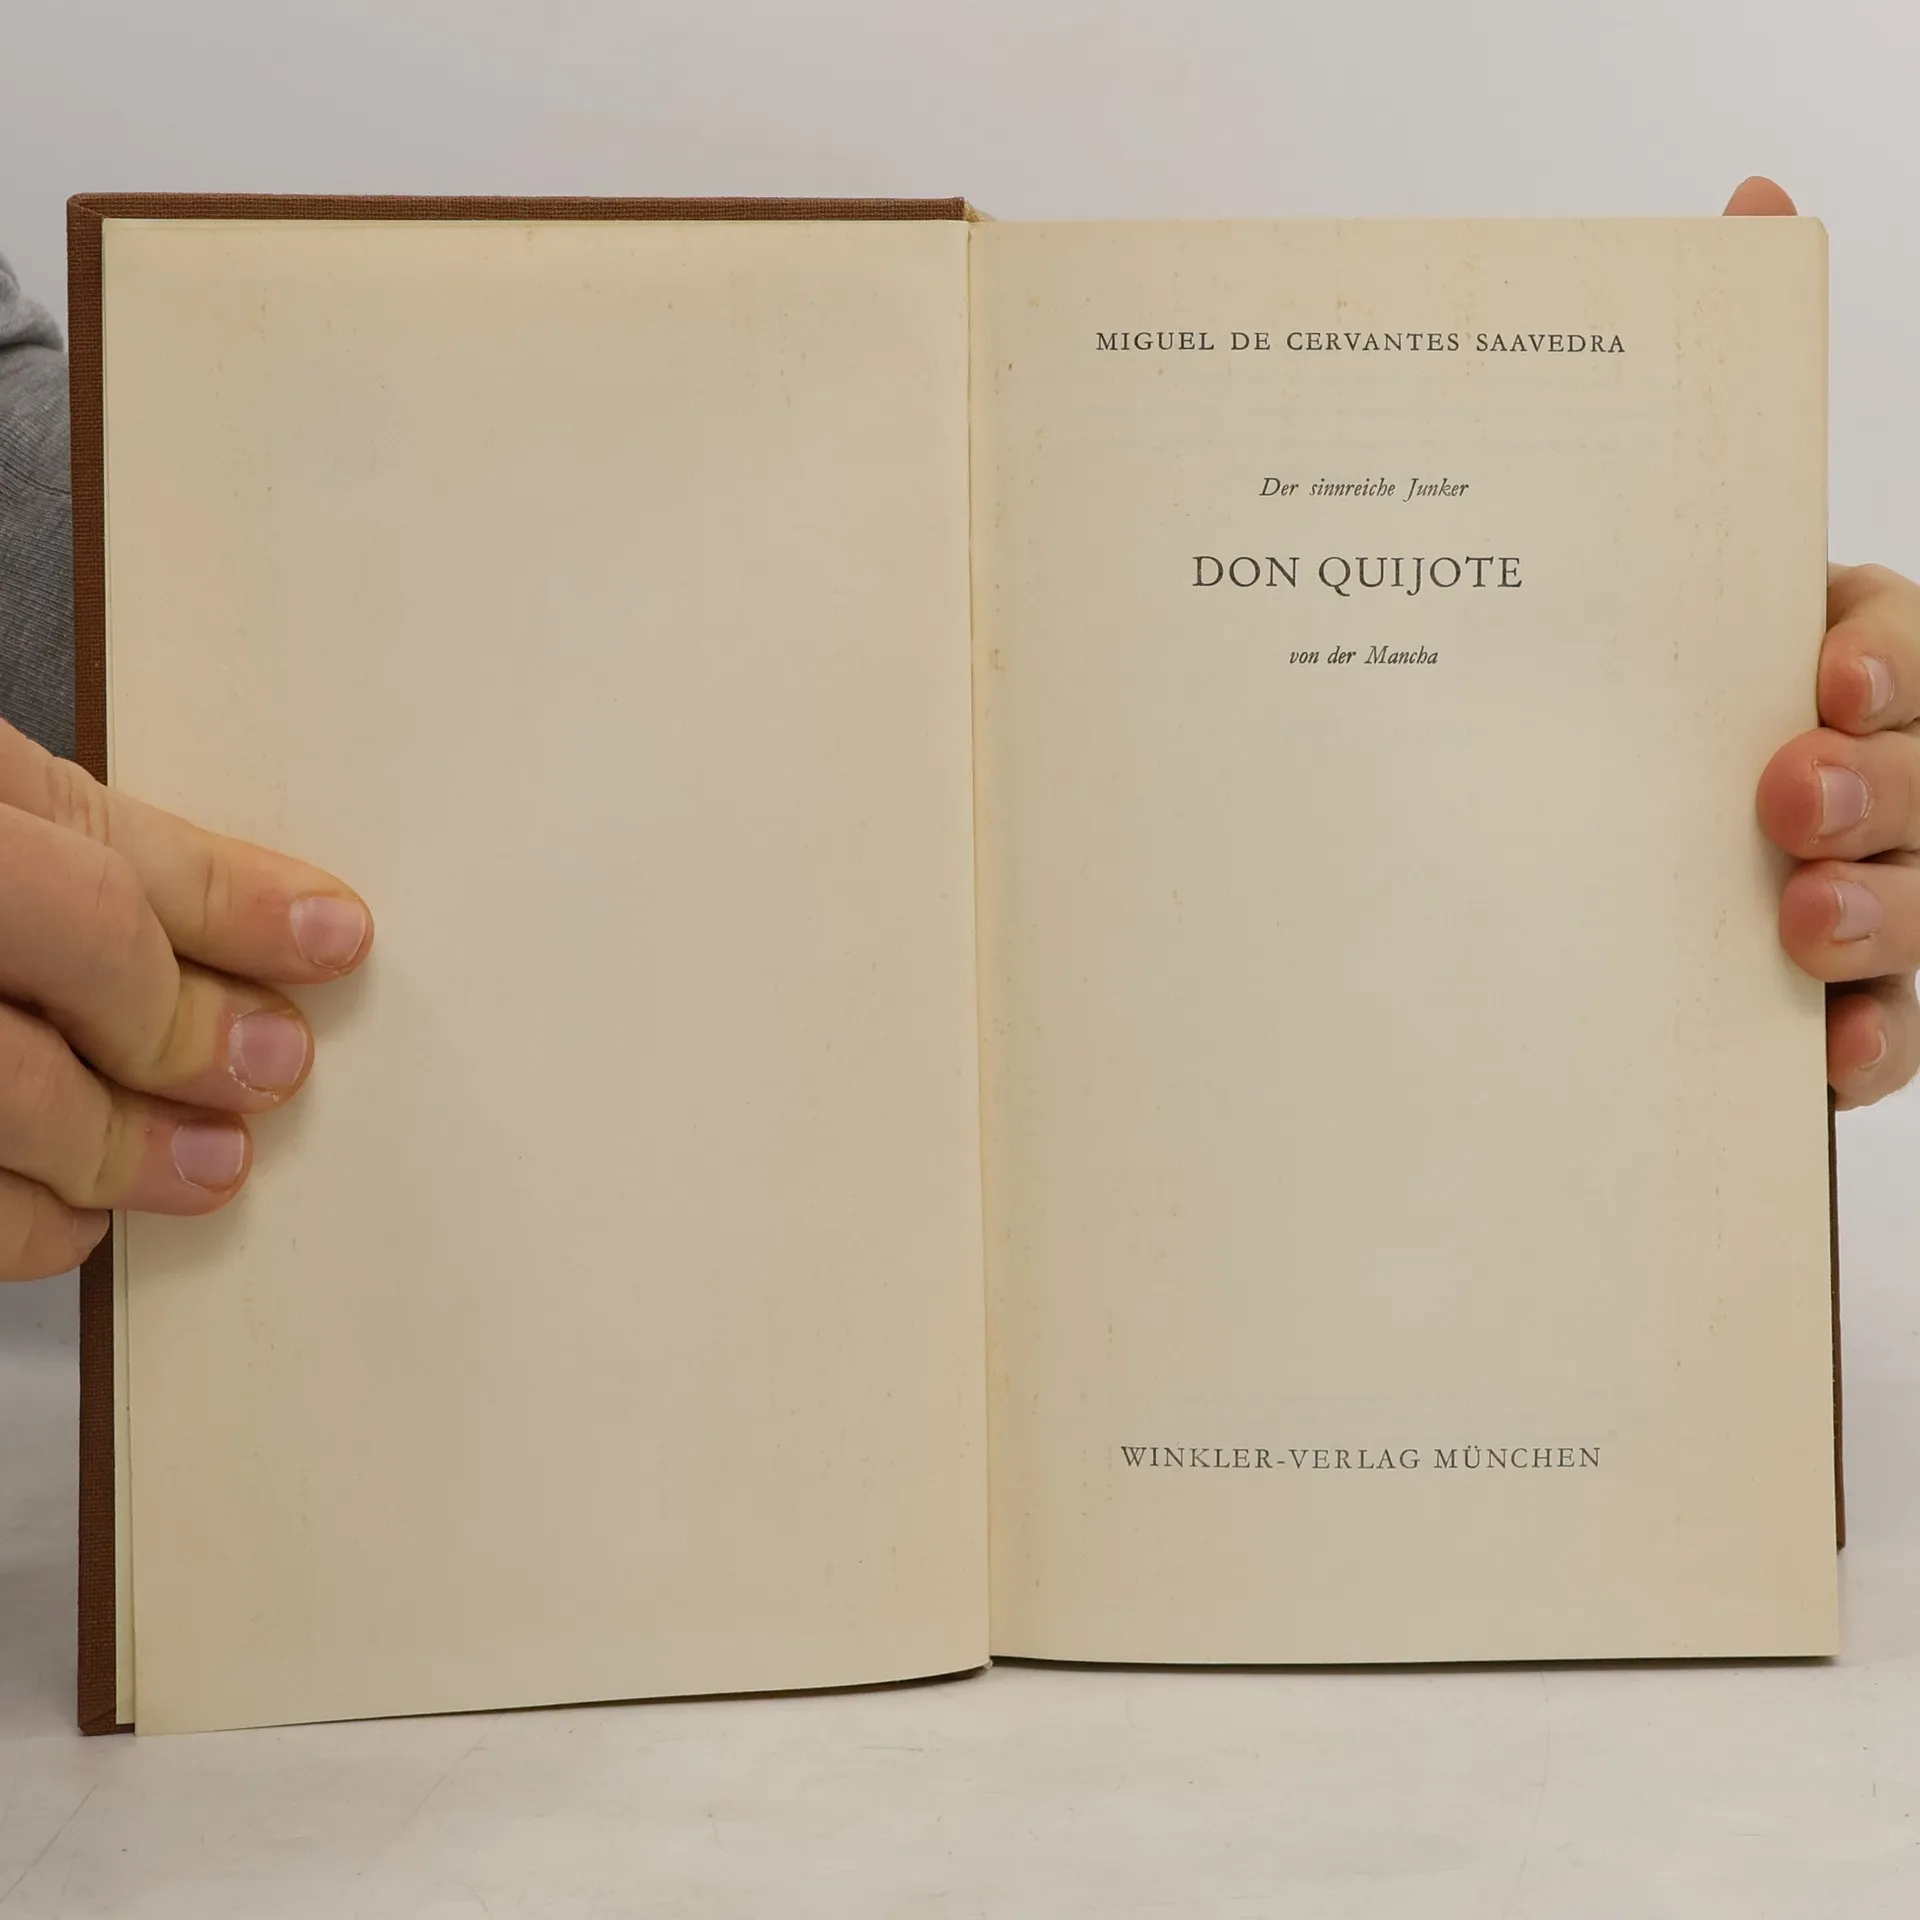 MIGUEL DE CERVANTES SAAVEDRA
Der sinnreiche Junker
DON QUIJOTE
von der Mancha
WINKLER-VERLAG MÜNCHEN